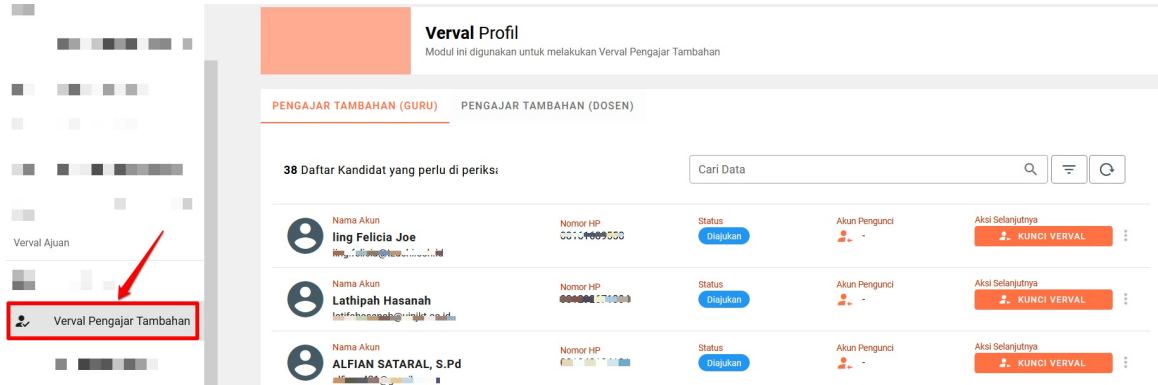 Verval Profil
Modul ini digunakan untuk melakukan Verval Pengajar Tambahan
PENGAJAR TAMBAHAN (GURU) PENGAJAR TAMBAHAN (DOSEN)
38 Daftar Kandidat yang perlu di periksa
Cari Data
Verval Ajuan
Verval Pengajar Tambahan
Nama Akun Nomor HP Status Akun Pengunci Aksi Selanjutnya
Iing Felicia Joe Diajukan - KUNCI VERVAL
Nama Akun Nomor HP Status Akun Pengunci Aksi Selanjutnya
Lathipah Hasanah Diajukan - KUNCI VERVAL
Nama Akun Nomor HP Status Akun Pengunci Aksi Selanjutnya
ALFIAN SATARAL, S.Pd Diajukan - KUNCI VERVAL